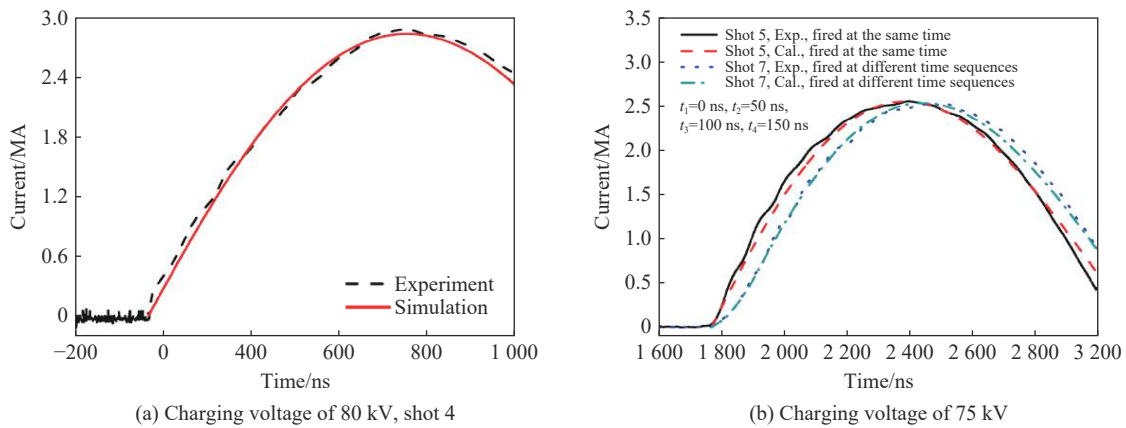 3.0
2.4
1.8
1.2
0.6
0
Current/MA
Experiment
Simulation
−200 0 400 600 800 1 000
Time/ns
(a) Charging voltage of 80 kV, shot 4
3.5
3.0
2.5
2.0
1.5
1.0
0.5
0
Current/MA
Shot 5, Exp., fired at the same time
Shot 5, Cal., fired at the same time
Shot 7, Exp., fired at different time sequences
Shot 7, Cal., fired at different time sequences
t₁=0 ns, t₂=50 ns,
t₃=100 ns, t₄=150 ns
1 600 1 800 2 000 2 200 2 400 2 600 2 800 3 200
Time/ns
(b) Charging voltage of 75 kV